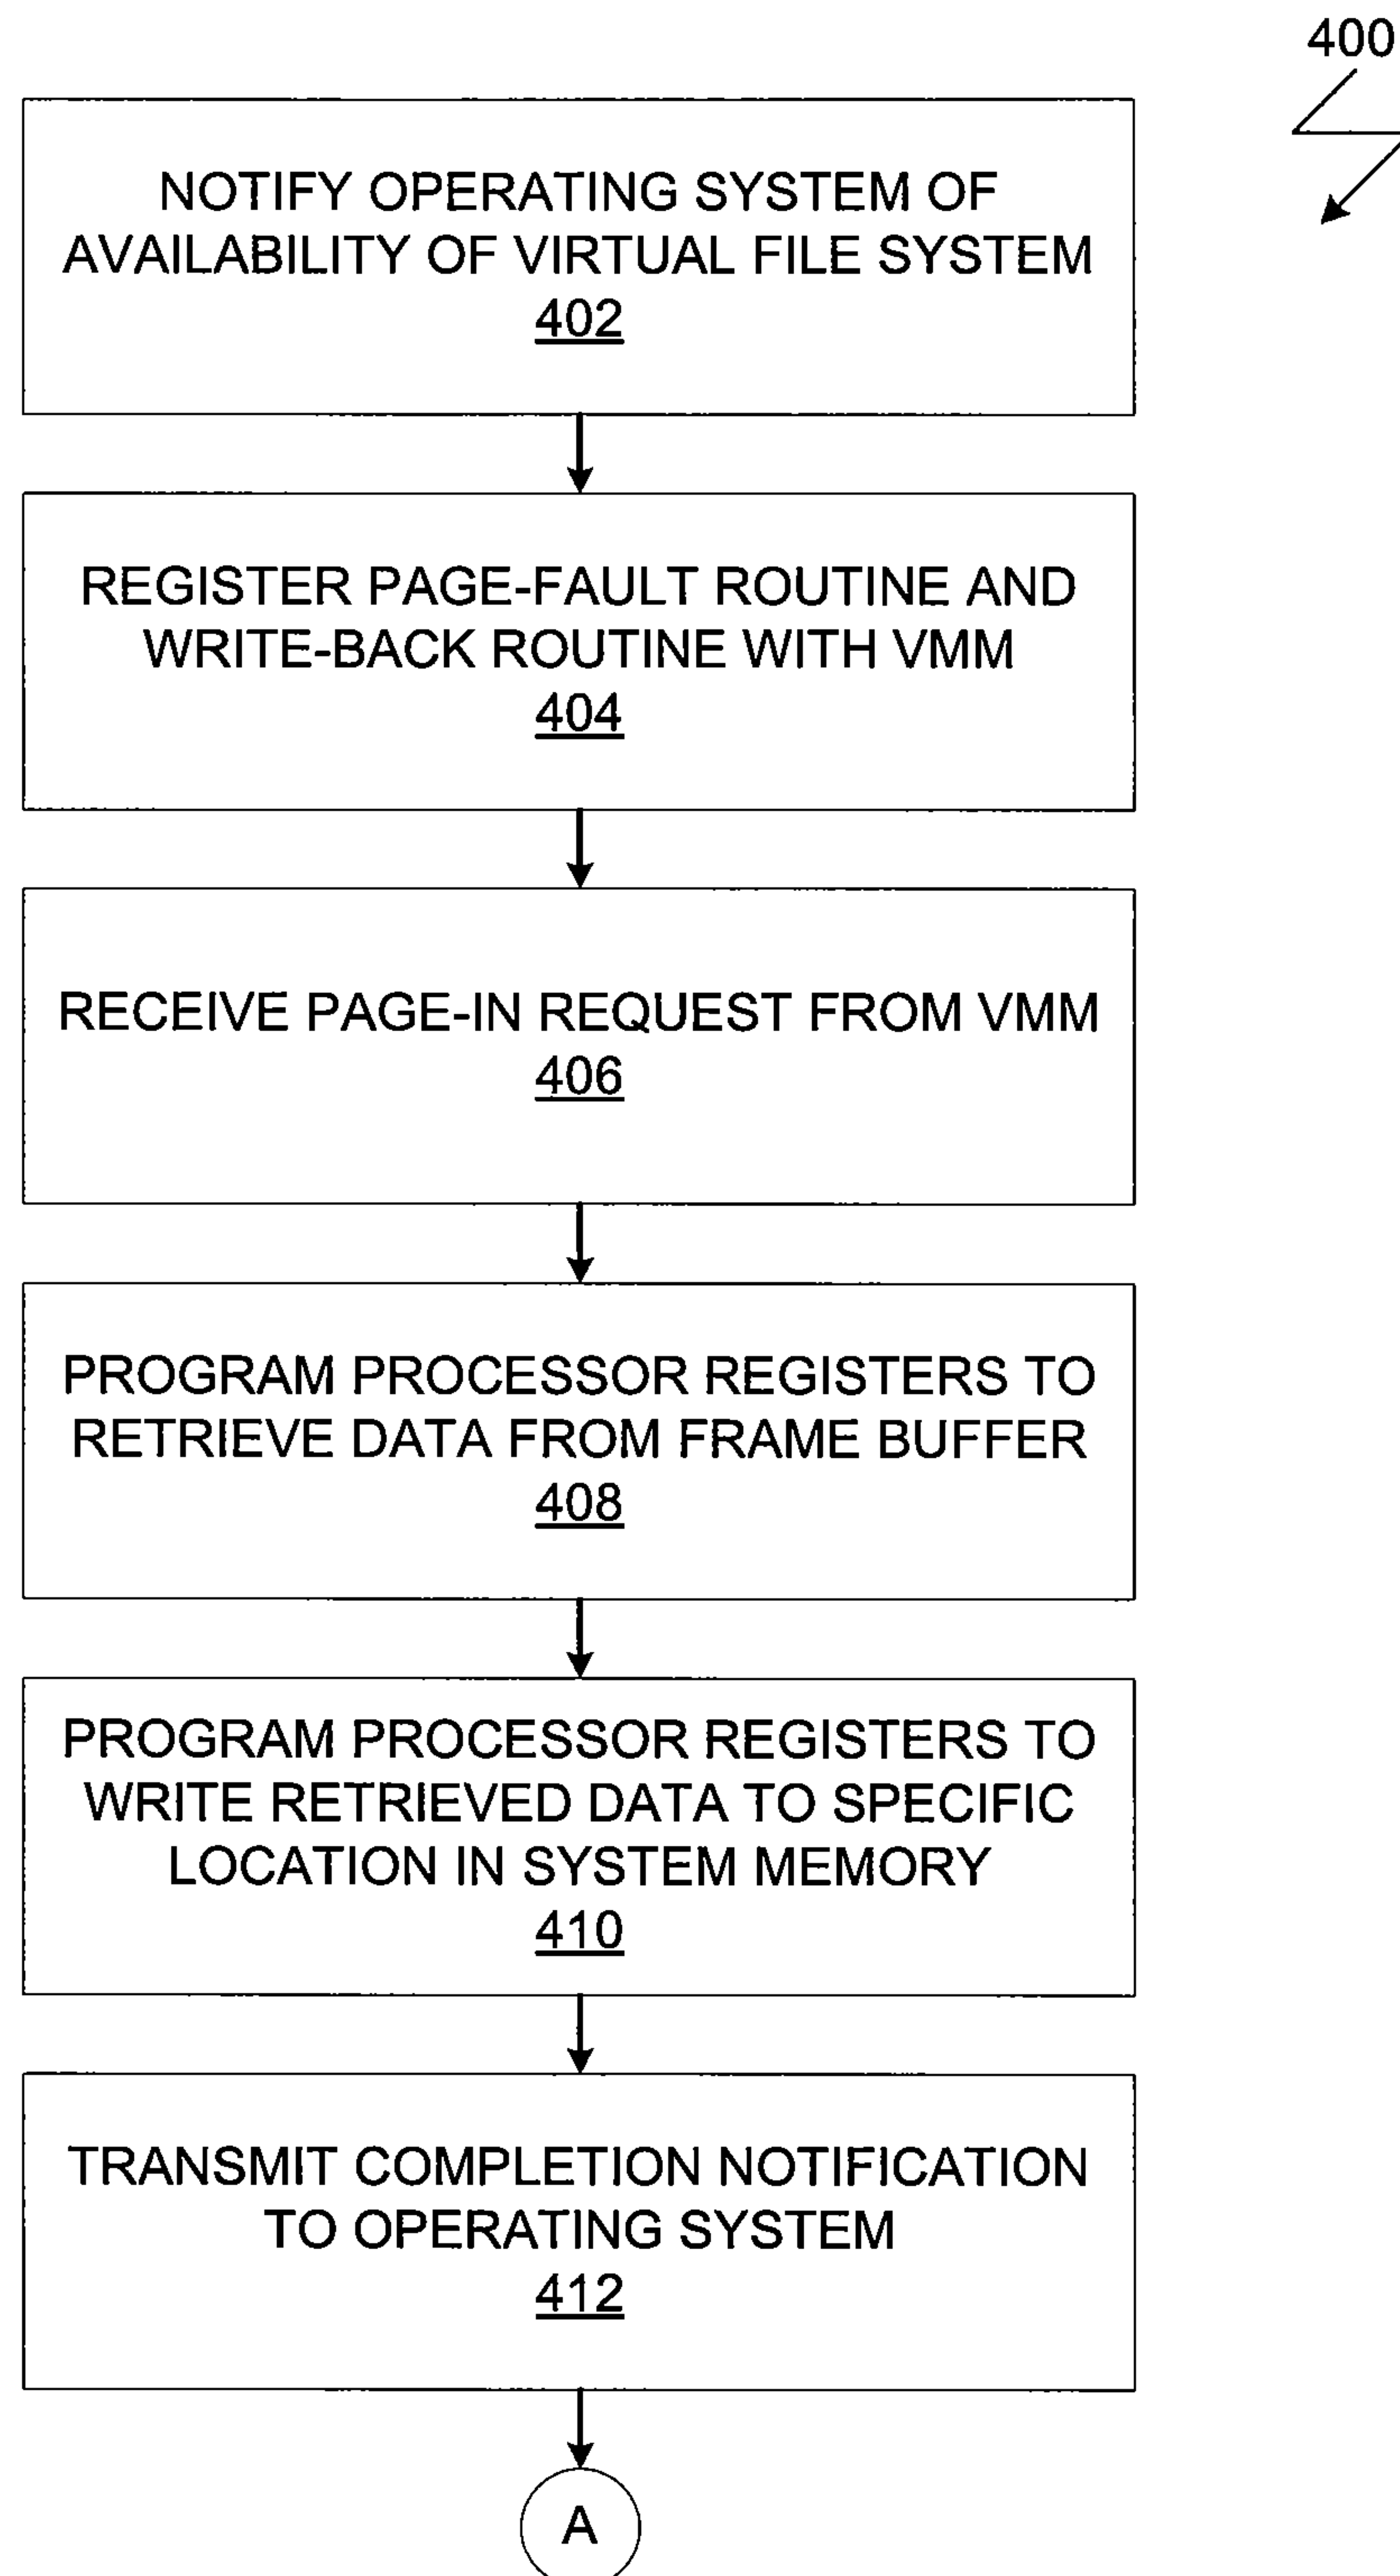 400
NOTIFY OPERATING SYSTEM OF
AVAILABILITY OF VIRTUAL FILE SYSTEM
402
REGISTER PAGE-FAULT ROUTINE AND
WRITE-BACK ROUTINE WITH VMM
404
RECEIVE PAGE-IN REQUEST FROM VMM
406
PROGRAM PROCESSOR REGISTERS TO
RETRIEVE DATA FROM FRAME BUFFER
408
PROGRAM PROCESSOR REGISTERS TO
WRITE RETRIEVED DATA TO SPECIFIC
LOCATION IN SYSTEM MEMORY
410
TRANSMIT COMPLETION NOTIFICATION
TO OPERATING SYSTEM
412
A